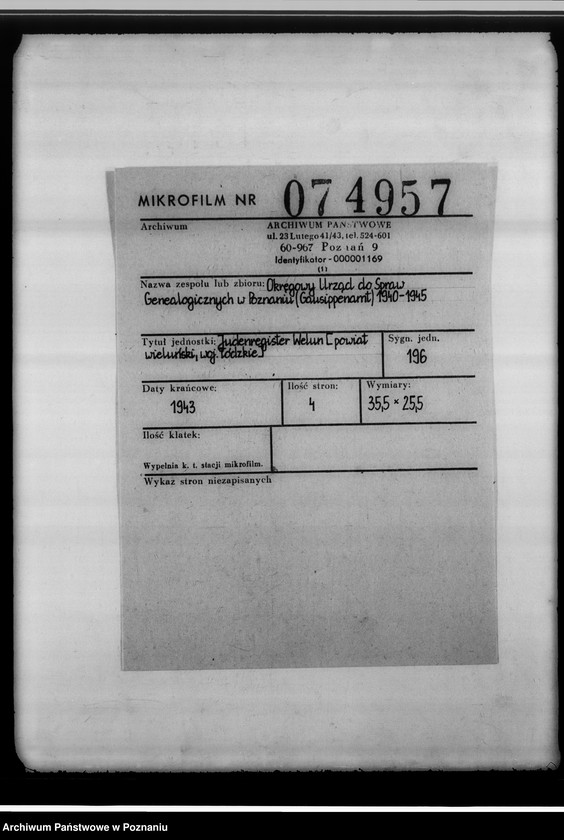 MIKROFILM NR 074957
Archiwum
ARCHIWUM PAŃSTWOWE
ul. 23 Lutego 41/43, tel. 524-601
60-967 Poznań 9
Identyfikator - 000001169
(1)
Nazwa zespołu lub zbioru: Okręgowy Urząd do Spraw
Genealogicznych w Poznaniu (Gausippenamt) 1940-1945
Tytuł jednostki: Judenregister Welun [powiat
wieluński, woj. łódzkie]
Sygn. jedn.
196
Daty krańcowe:
1943
Ilość stron:
4
Wymiary:
35,5 × 25,5
Ilość klatek:
Wypełnia k. t. stacji mikrofilm.
Wykaz stron niezapisanych
Archiwum Państwowe w Poznaniu